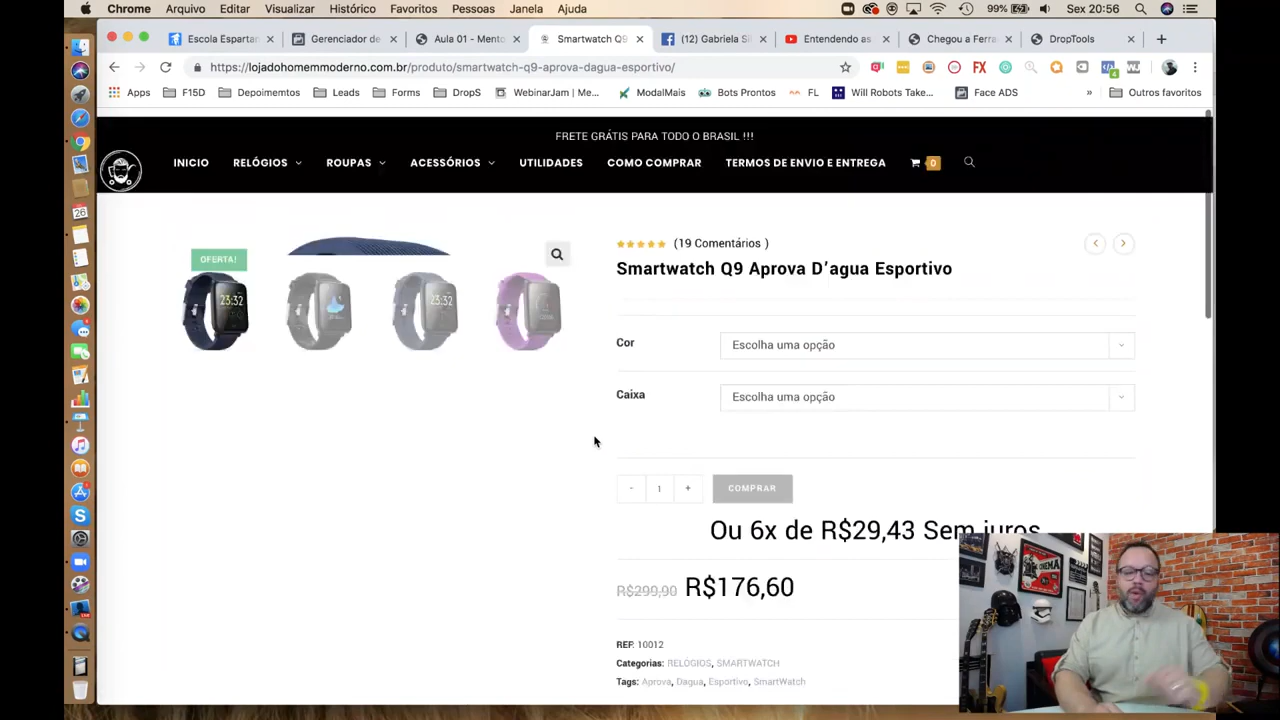 Chrome Arquivo Editar Visualizar Histórico Favoritos Pessoas Janela Ajuda 99% Sex 20:56
Escola Espartan Gerenciador de Aula 01 - Mento Smartwatch Q9 (12) Gabriela Si Entendendo as Chegou a Ferra DropTools
https://lojadohomemmoderno.com.br/produto/smartwatch-q9-aprova-dagua-esportivo/ FX 4
Apps F15D Depoimentos Leads Forms DropS WebinarJam | Me... ModalMais Bots Prontos FL Will Robots Take... Face ADS » Outros favoritos
FRETE GRÁTIS PARA TODO O BRASIL !!!
INICIO RELÓGIOS ROUPAS ACESSÓRIOS UTILIDADES COMO COMPRAR TERMOS DE ENVIO E ENTREGA 0
OFERTA!
23:32 23:32
(19 Comentários )
Smartwatch Q9 Aprova D’agua Esportivo
Cor Escolha uma opção
Caixa Escolha uma opção
- 1 + COMPRAR
Ou 6x de R$29,43 Sem juros
R$299,90 R$176,60
REF: 10012
Categorias: RELÓGIOS, SMARTWATCH
Tags: Aprova, Dagua, Esportivo, SmartWatch
CINEMA